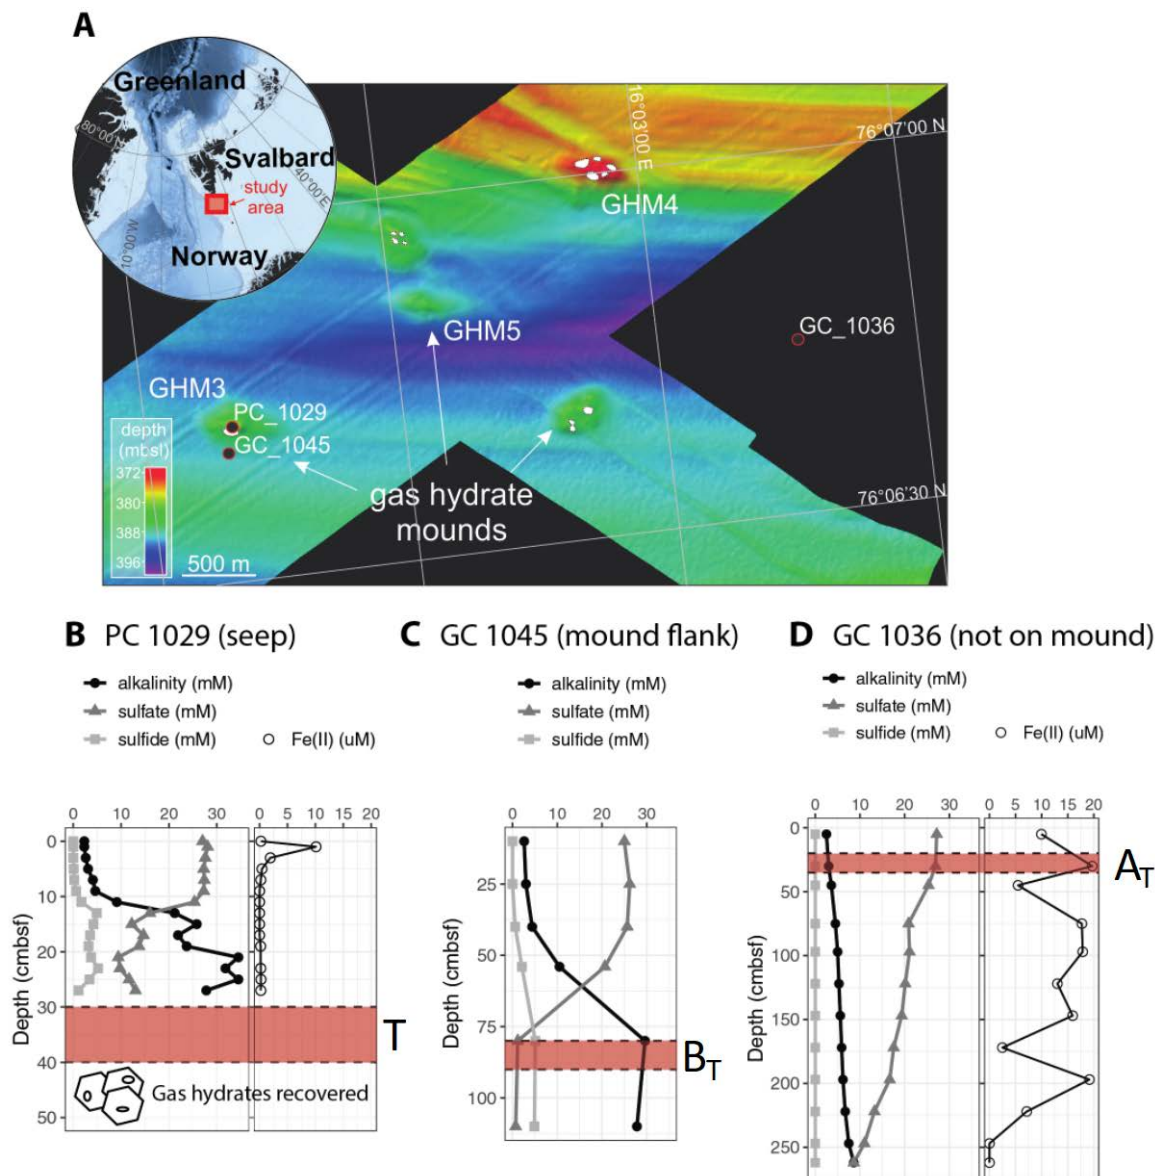 A
Greenland
80°00'N
Svalbard
40°00'E
study
area
10°00'W
Norway
16°03'00 E
76°07'00 N
GHM4
GHM5
GC_1036
GHM3
PC_1029
GC_1045
depth
(mbsl)
372
380
388
396
500 m
gas hydrate
mounds
76°06'30 N
B PC 1029 (seep)
alkalinity (mM)
sulfate (mM)
sulfide (mM) Fe(II) (uM)
0 10 20 30 0 5 10 15 20
Depth (cmbsf)
0
10
20
30
40
50
T
Gas hydrates recovered
C GC 1045 (mound flank)
alkalinity (mM)
sulfate (mM)
sulfide (mM)
0 10 20 30
Depth (cmbsf)
25
50
75
100
BT
D GC 1036 (not on mound)
alkalinity (mM)
sulfate (mM)
sulfide (mM) Fe(II) (uM)
0 10 20 30 0 5 10 15 20
Depth (cmbsf)
0
50
100
150
200
250
AT